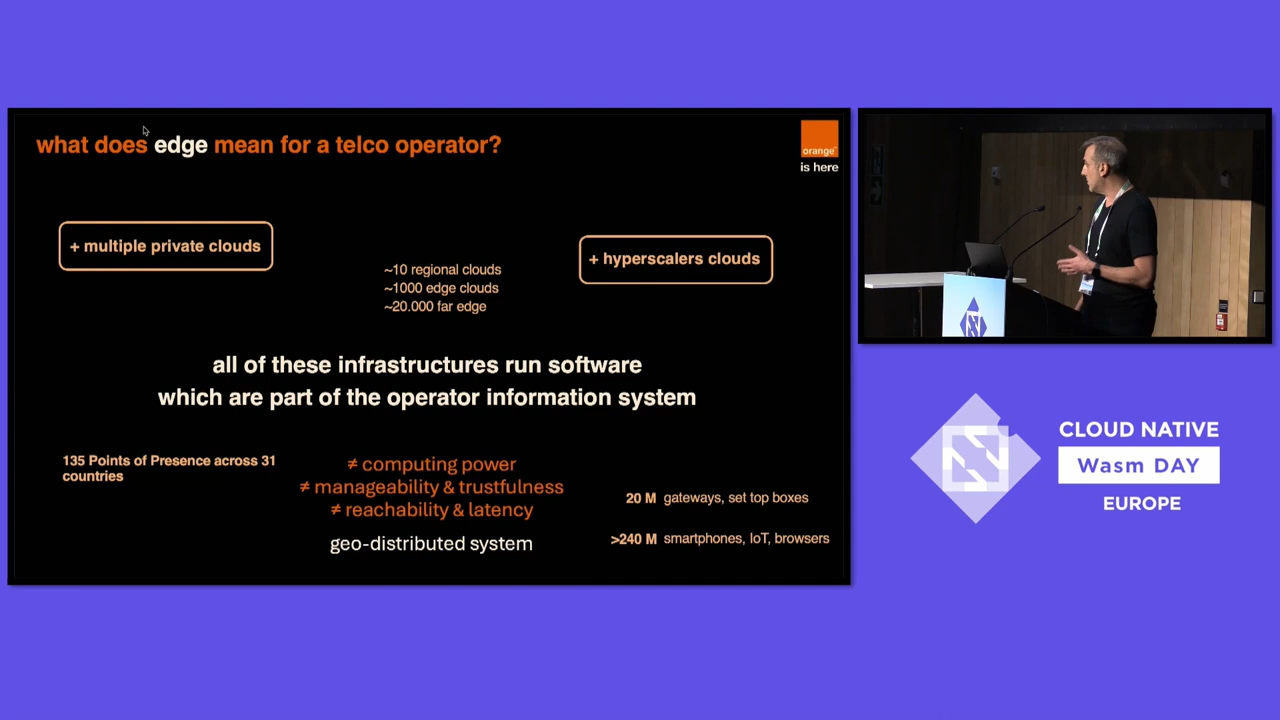 what does edge mean for a telco operator?
orange
is here
+ multiple private clouds
~10 regional clouds
~1000 edge clouds
~20.000 far edge
+ hyperscalers clouds
all of these infrastructures run software
which are part of the operator information system
135 Points of Presence across 31
countries
≠ computing power
≠ manageability & trustfulness
≠ reachability & latency
geo-distributed system
20 M gateways, set top boxes
>240 M smartphones, IoT, browsers
CLOUD NATIVE
Wasm DAY
EUROPE